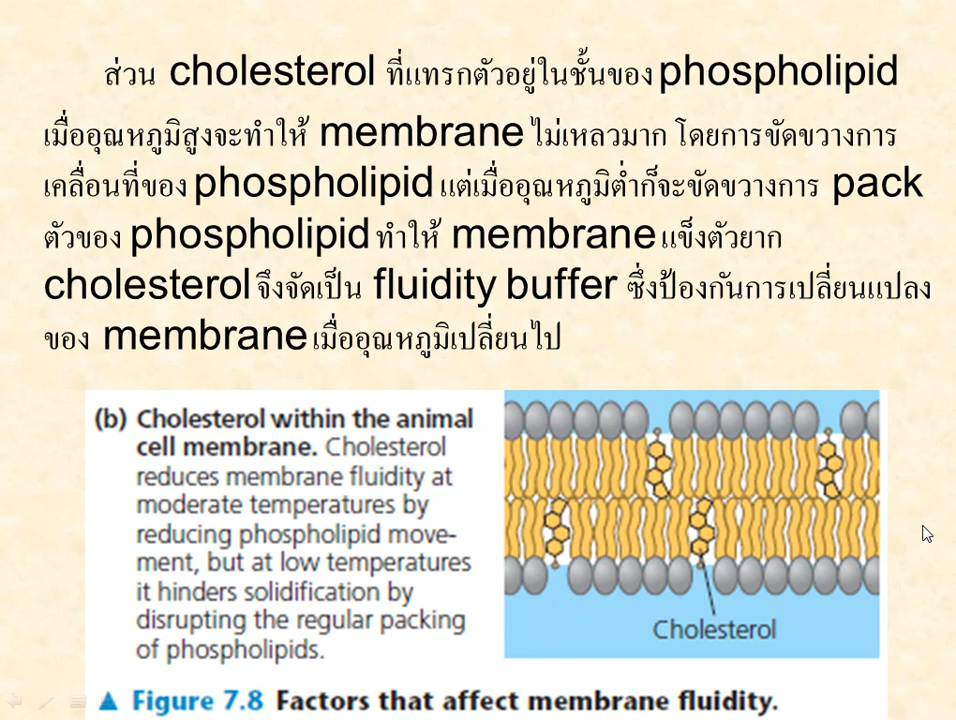 ส่วน cholesterol ที่แทรกตัวอยู่ในชั้นของ phospholipid
เมื่ออุณหภูมิสูงจะทำให้ membrane ไม่เหลวมาก โดยการขัดขวางการ
เคลื่อนที่ของ phospholipid แต่เมื่ออุณหภูมิต่ำก็จะขัดขวางการ pack
ตัวของ phospholipid ทำให้ membrane แข็งตัวยาก
cholesterol จึงจัดเป็น fluidity buffer ซึ่งป้องกันการเปลี่ยนแปลง
ของ membrane เมื่ออุณหภูมิเปลี่ยนไป
(b) Cholesterol within the animal
cell membrane. Cholesterol
reduces membrane fluidity at
moderate temperatures by
reducing phospholipid move-
ment, but at low temperatures
it hinders solidification by
disrupting the regular packing
of phospholipids.
Cholesterol
▲ Figure 7.8 Factors that affect membrane fluidity.